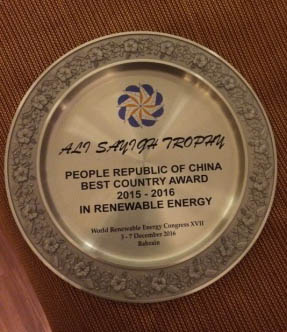 ALI SAYIGH TROPHY
PEOPLE REPUBLIC OF CHINA
BEST COUNTRY AWARD
2015 - 2016
IN RENEWABLE ENERGY
World Renewable Energy Congress XVII
3 - 7 December 2016
Bahrain